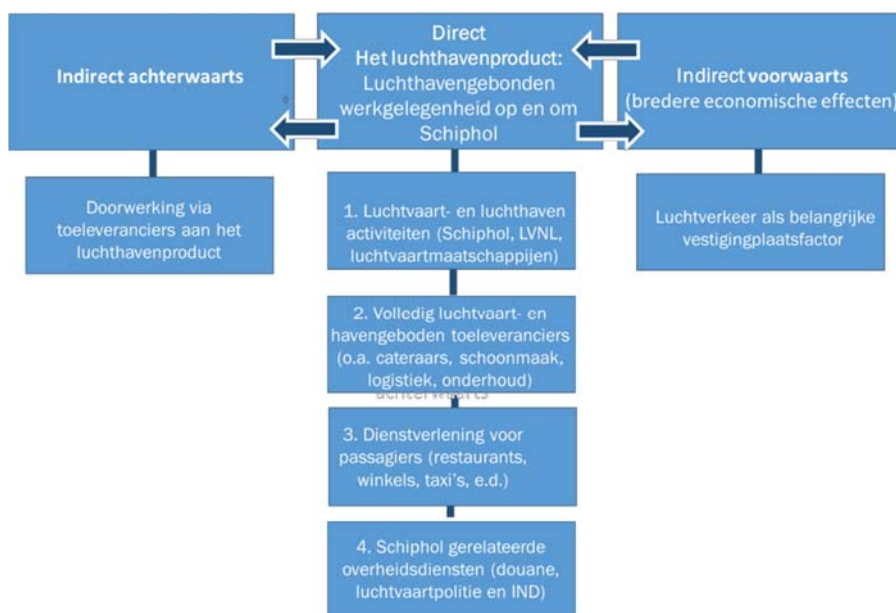 Indirect achterwaarts
Direct
Het luchthavenproduct:
Luchthavengebonden
werkgelegenheid op en om
Schiphol
Indirect voorwaarts
(bredere economische effecten)
Doorwerking via
toeleveranciers aan het
luchthavenproduct
1. Luchtvaart- en luchthaven
activiteiten (Schiphol, LVNL,
luchtvaartmaatschappijen)
Luchtverkeer als belangrijke
vestigingplaatsfactor
2. Volledig luchtvaart- en
havengeboden toeleveranciers
(o.a. cateraars, schoonmaak,
logistiek, onderhoud)
achterwaarts
3. Dienstverlening voor
passagiers (restaurants,
winkels, taxi's, e.d.)
4. Schiphol gerelateerde
overheidsdiensten (douane,
luchtvaartpolitie en IND)